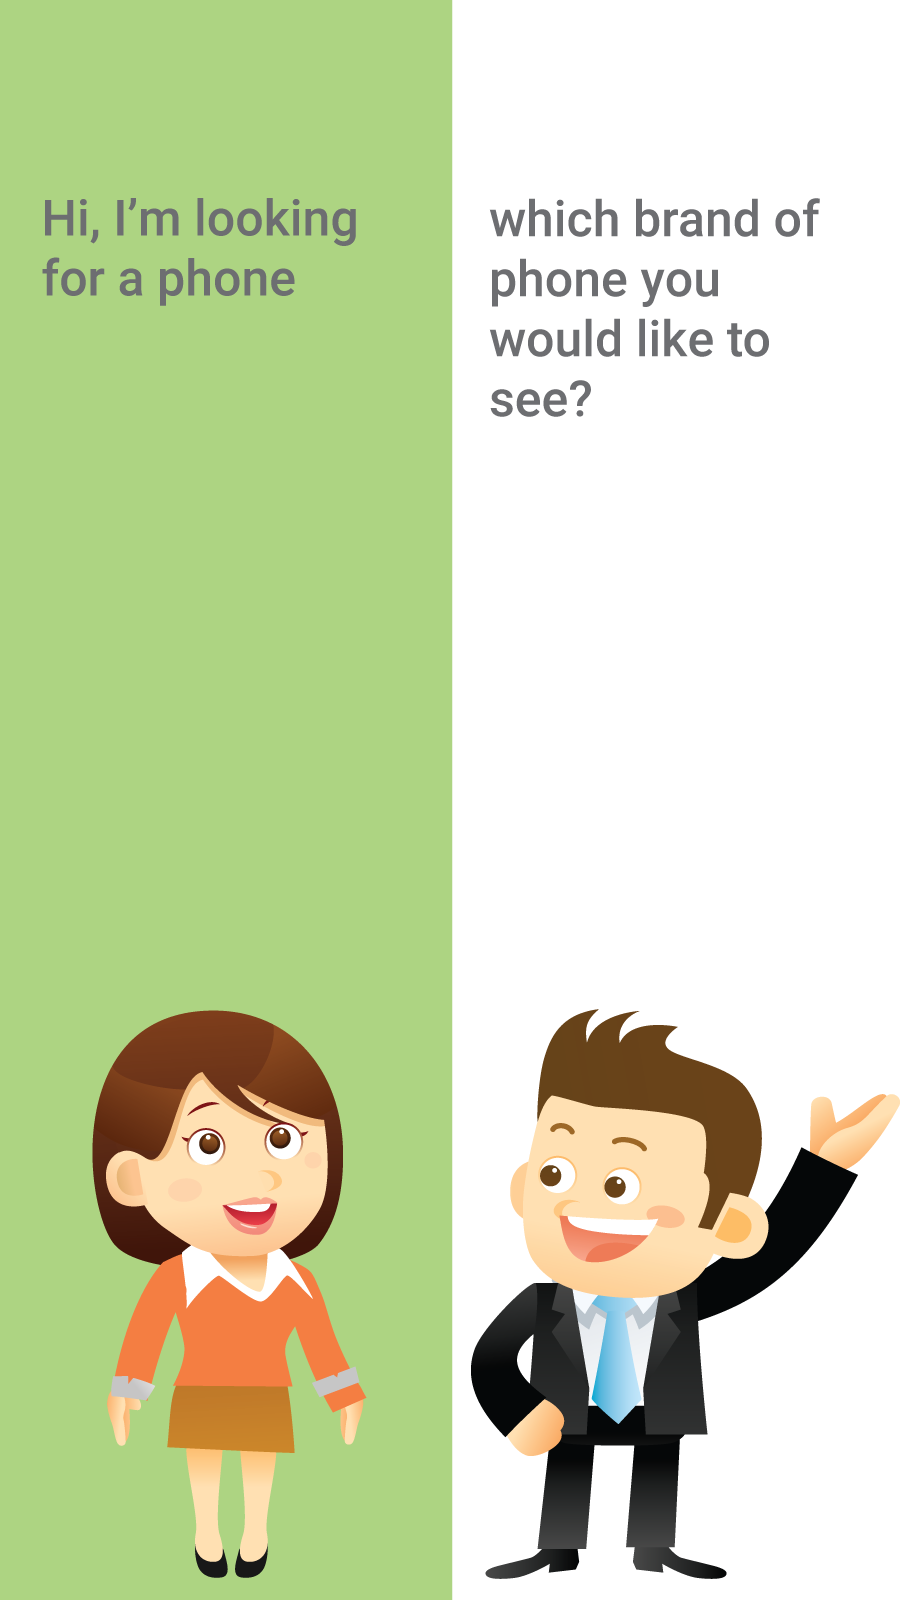 Hi, I’m looking
for a phone
which brand of
phone you
would like to
see?